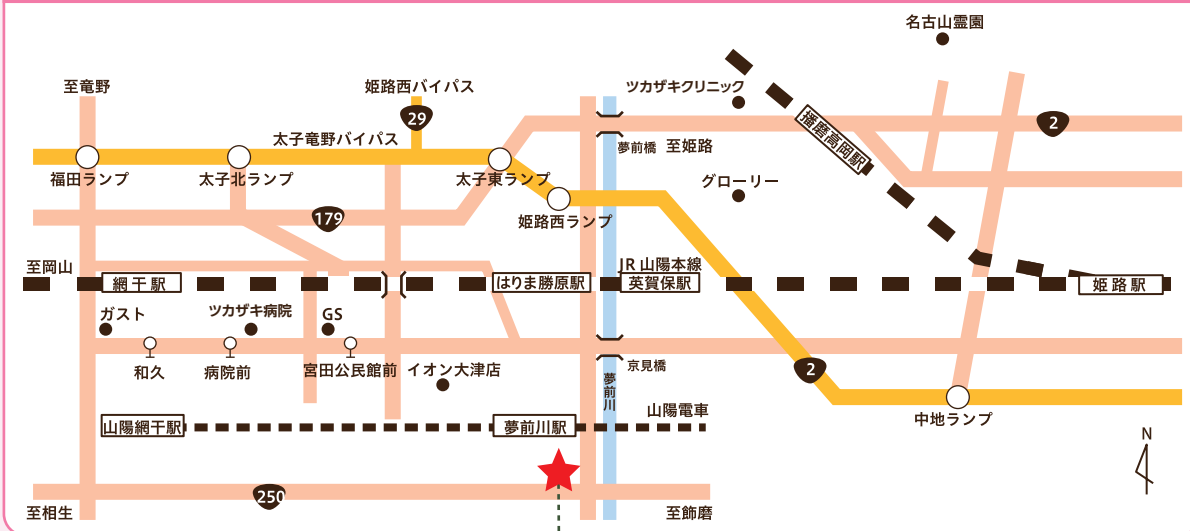 名古山霊園
至竜野
姫路西バイパス
ツカザキクリニック
29
2
播磨高岡駅
太子竜野バイパス
夢前橋
至姫路
福田ランプ
太子北ランプ
太子東ランプ
グローリー
179
姫路西ランプ
至岡山
JR山陽本線
網干駅
はりま勝原駅
英賀保駅
姫路駅
ガスト
ツカザキ病院
GS
和久
病院前
宮田公民館前
イオン大津店
京見橋
2
夢前川
山陽電車
中地ランプ
山陽網干駅
夢前川駅
N
250
至相生
至飾磨